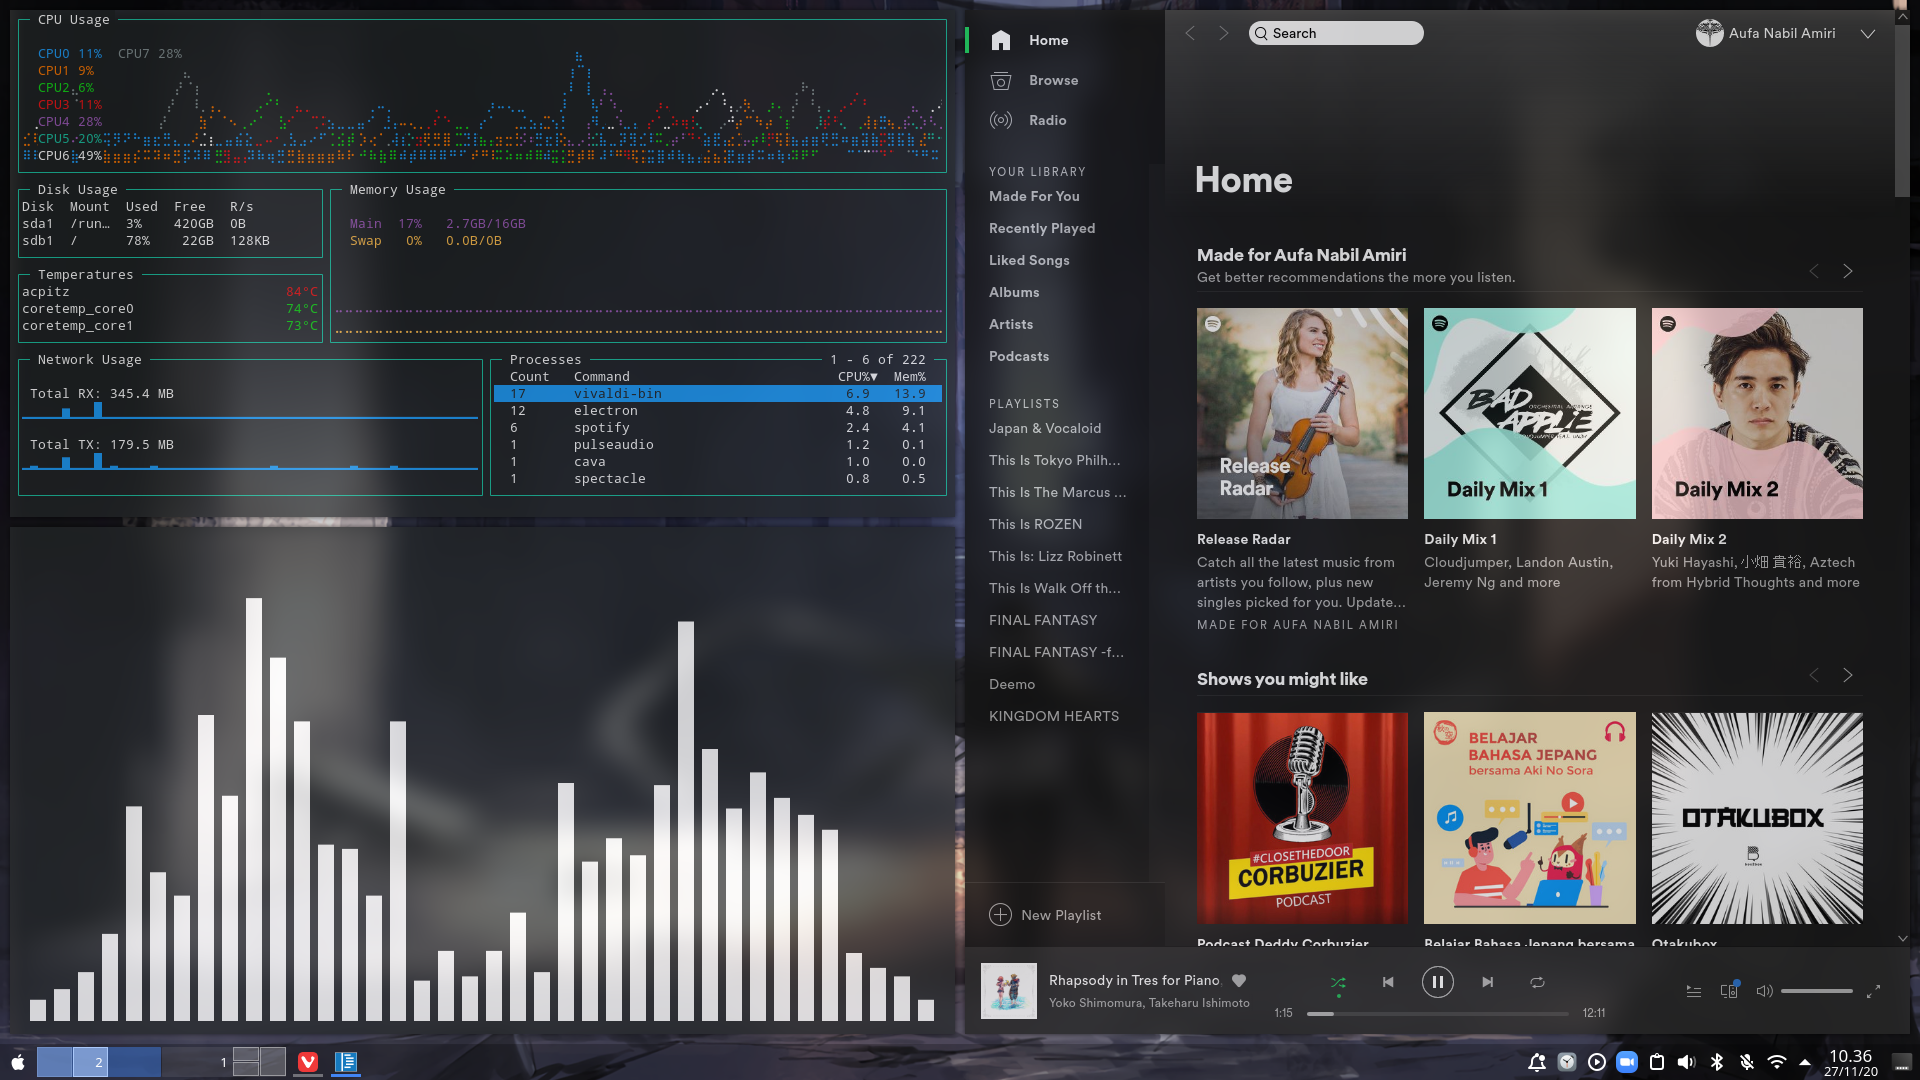 CPU Usage
CPU0 11% CPU7 28%
CPU1 9%
CPU2 6%
CPU3 11%
CPU4 28%
CPU5 20%
CPU6 49%
Disk Usage
Disk Mount Used Free R/s
sda1 /run… 3% 420GB 0B
sdb1 / 78% 22GB 128KB
Memory Usage
Main 17% 2.7GB/16GB
Swap 0% 0.0B/0B
Temperatures
acpitz 84°C
coretemp_core0 74°C
coretemp_core1 73°C
Network Usage
Total RX: 345.4 MB
Total TX: 179.5 MB
Processes 1 - 6 of 222
Count Command CPU%▼ Mem%
17 vivaldi-bin 6.9 13.9
12 electron 4.8 9.1
6 spotify 2.4 4.1
1 pulseaudio 1.2 0.1
1 cava 1.0 0.0
1 spectacle 0.8 0.5
Home
Browse
Radio
YOUR LIBRARY
Made For You
Recently Played
Liked Songs
Albums
Artists
Podcasts
PLAYLISTS
Japan & Vocaloid
This Is Tokyo Philh...
This Is The Marcus ...
This Is ROZEN
This Is: Lizz Robinett
This Is Walk Off th...
FINAL FANTASY
FINAL FANTASY -f...
Deemo
KINGDOM HEARTS
New Playlist
Search
Aufa Nabil Amiri
Home
Made for Aufa Nabil Amiri
Get better recommendations the more you listen.
Release
Radar
BAD
ORCHESTRAL ARRANGE
APPLE
Daily Mix 1
Daily Mix 2
Release Radar
Catch all the latest music from
artists you follow, plus new
singles picked for you. Update...
MADE FOR AUFA NABIL AMIRI
Daily Mix 1
Cloudjumper, Landon Austin,
Jeremy Ng and more
Daily Mix 2
Yuki Hayashi, 小畑 貴裕, Aztech
from Hybrid Thoughts and more
Shows you might like
#CLOSETHEDOOR
CORBUZIER
PODCAST
BELAJAR
BAHASA JEPANG
bersama Aki No Sora
OTAKUBOX
Podcast Deddy Corbuzier
Belajar Bahasa Jepang bersama
Otakubox
Rhapsody in Tres for Piano,
Yoko Shimomura, Takeharu Ishimoto
1:15
12:11
2
1
10.36
27/11/20